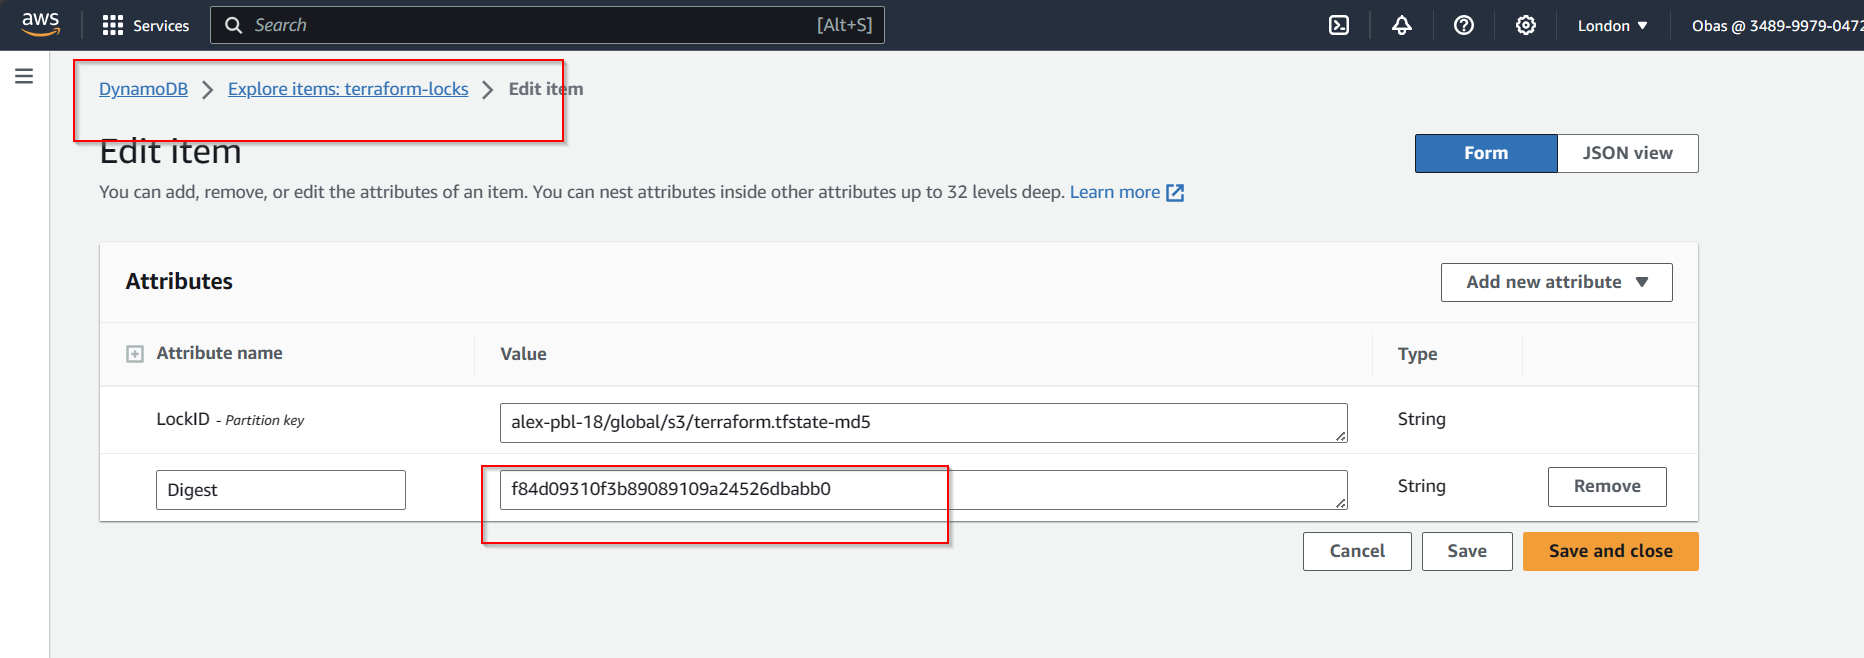 aws Services Search [Alt+S] London Obas @ 3489-9979-0472
DynamoDB Explore items: terraform-locks Edit item
Edit item
Form JSON view
You can add, remove, or edit the attributes of an item. You can nest attributes inside other attributes up to 32 levels deep. Learn more
Attributes
Add new attribute
Attribute name Value Type
LockID - Partition key alex-pbl-18/global/s3/terraform.tfstate-md5 String
Digest f84d09310f3b89089109a24526dbabb0 String Remove
Cancel Save Save and close